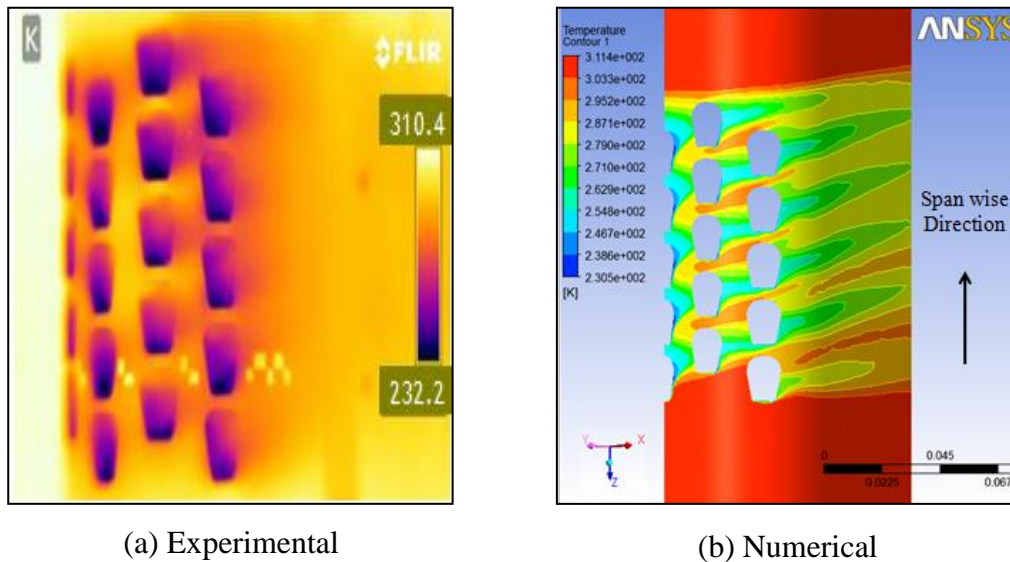 K
FLIR
310.4
232.2
(a) Experimental
Temperature
Contour 1
3.114e+002
3.033e+002
2.952e+002
2.871e+002
2.790e+002
2.710e+002
2.629e+002
2.548e+002
2.467e+002
2.386e+002
2.305e+002
[K]
ANSYS
Span wise
Direction
Y
X
Z
0
0.045
0.0225
0.067
(b) Numerical